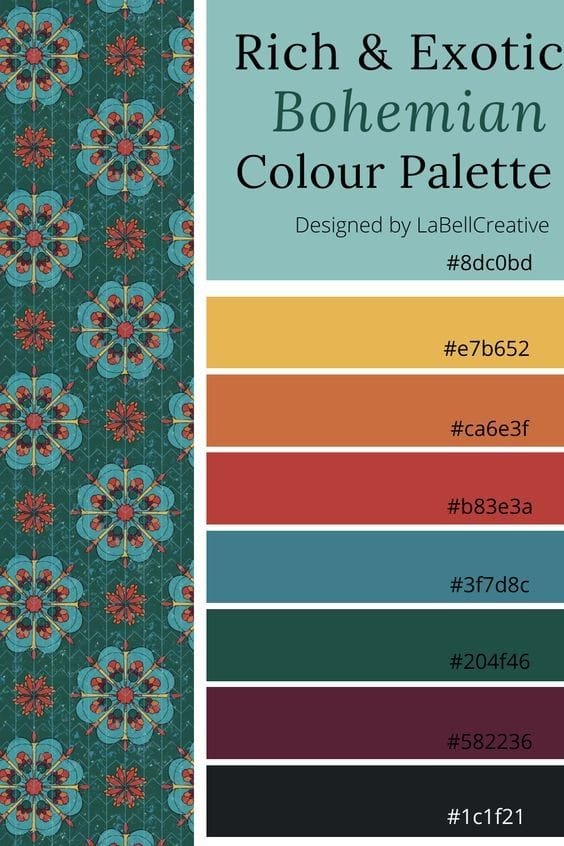 Rich & Exotic
Bohemian
Colour Palette
Designed by LaBellCreative
#8dc0bd
#e7b652
#ca6e3f
#b83e3a
#3f7d8c
#204f46
#582236
#1c1f21